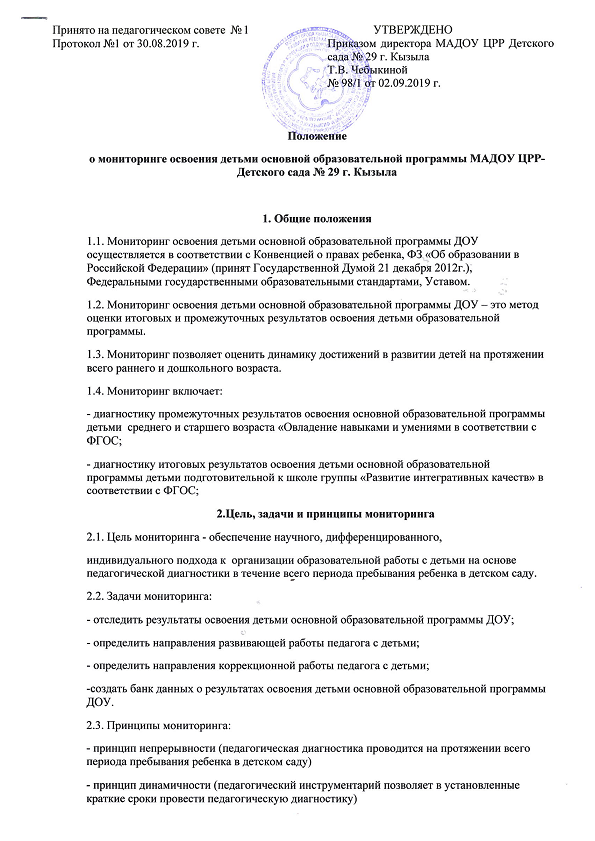 Принято на педагогическом совете № 1
Протокол №1 от 30.08.2019 г.
УТВЕРЖДЕНО
Приказом директора МАДОУ ЦРР Детского
сада № 29 г. Кызыла
Т.В. Чебыкиной
№ 98/1 от 02.09.2019 г.
Положение
о мониторинге освоения детьми основной образовательной программы МАДОУ ЦРР-
Детского сада № 29 г. Кызыла
1. Общие положения
1.1. Мониторинг освоения детьми основной образовательной программы ДОУ
осуществляется в соответствии с Конвенцией о правах ребенка, ФЗ «Об образовании в
Российской Федерации» (принят Государственной Думой 21 декабря 2012г.),
Федеральными государственными образовательными стандартами, Уставом.
1.2. Мониторинг освоения детьми основной образовательной программы ДОУ – это метод
оценки итоговых и промежуточных результатов освоения детьми образовательной
программы.
1.3. Мониторинг позволяет оценить динамику достижений в развитии детей на протяжении
всего раннего и дошкольного возраста.
1.4. Мониторинг включает:
- диагностику промежуточных результатов освоения основной образовательной программы
детьми среднего и старшего возраста «Овладение навыками и умениями в соответствии с
ФГОС;
- диагностику итоговых результатов освоения детьми основной образовательной
программы детьми подготовительной к школе группы «Развитие интегративных качеств» в
соответствии с ФГОС;
2.Цель, задачи и принципы мониторинга
2.1. Цель мониторинга - обеспечение научного, дифференцированного,
индивидуального подхода к организации образовательной работы с детьми на основе
педагогической диагностики в течение всего периода пребывания ребенка в детском саду.
2.2. Задачи мониторинга:
- отследить результаты освоения детьми основной образовательной программы ДОУ;
- определить направления развивающей работы педагога с детьми;
- определить направления коррекционной работы педагога с детьми;
-создать банк данных о результатах освоения детьми основной образовательной программы
ДОУ.
2.3. Принципы мониторинга:
- принцип непрерывности (педагогическая диагностика проводится на протяжении всего
периода пребывания ребенка в детском саду)
- принцип динамичности (педагогический инструментарий позволяет в установленные
краткие сроки провести педагогическую диагностику)